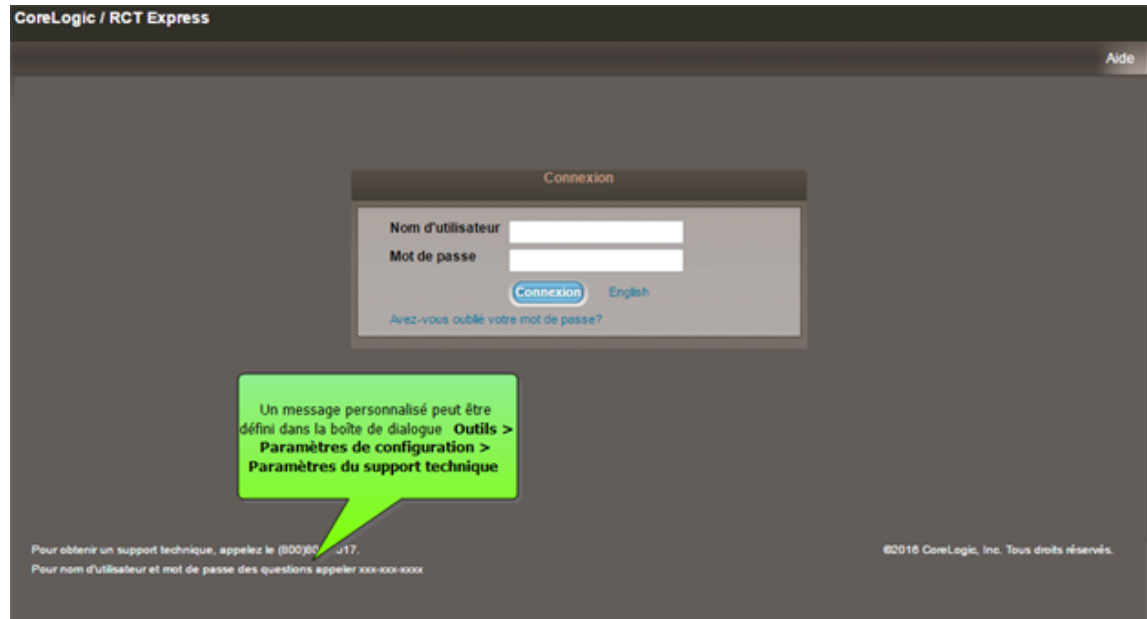 CoreLogic / RCT Express
Aide
Connexion
Nom d'utilisateur
Mot de passe
Connexion
English
Avez-vous oublié votre mot de passe?
Un message personnalisé peut être
défini dans la boîte de dialogue Outils >
Paramètres de configuration >
Paramètres du support technique
Pour obtenir un support technique, appelez le
Pour nom d'utilisateur et mot de passe des questions appeler xxx-xxx-xxxx
©2016 CoreLogic, Inc. Tous droits réservés.